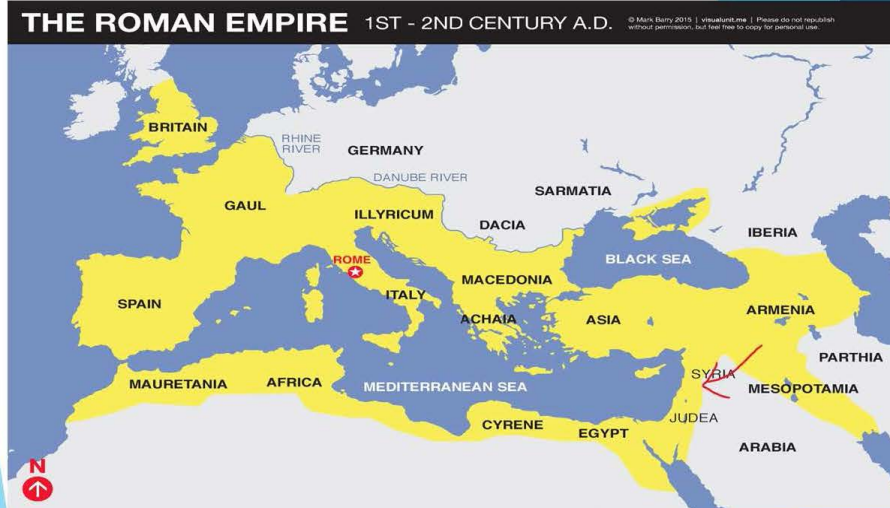 THE ROMAN EMPIRE 1ST - 2ND CENTURY A.D.
© Mark Barry 2015 | visualunit.me | Please do not republish
without permission, but feel free to copy for personal use.
BRITAIN
RHINE
RIVER
GERMANY
DANUBE RIVER
SARMATIA
GAUL
ILLYRICUM
DACIA
IBERIA
ROME
BLACK SEA
MACEDONIA
SPAIN
ITALY
ACHAIA
ASIA
ARMENIA
PARTHIA
SYRIA
MAURETANIA
AFRICA
MEDITERRANEAN SEA
MESOPOTAMIA
JUDEA
CYRENE
EGYPT
ARABIA
N